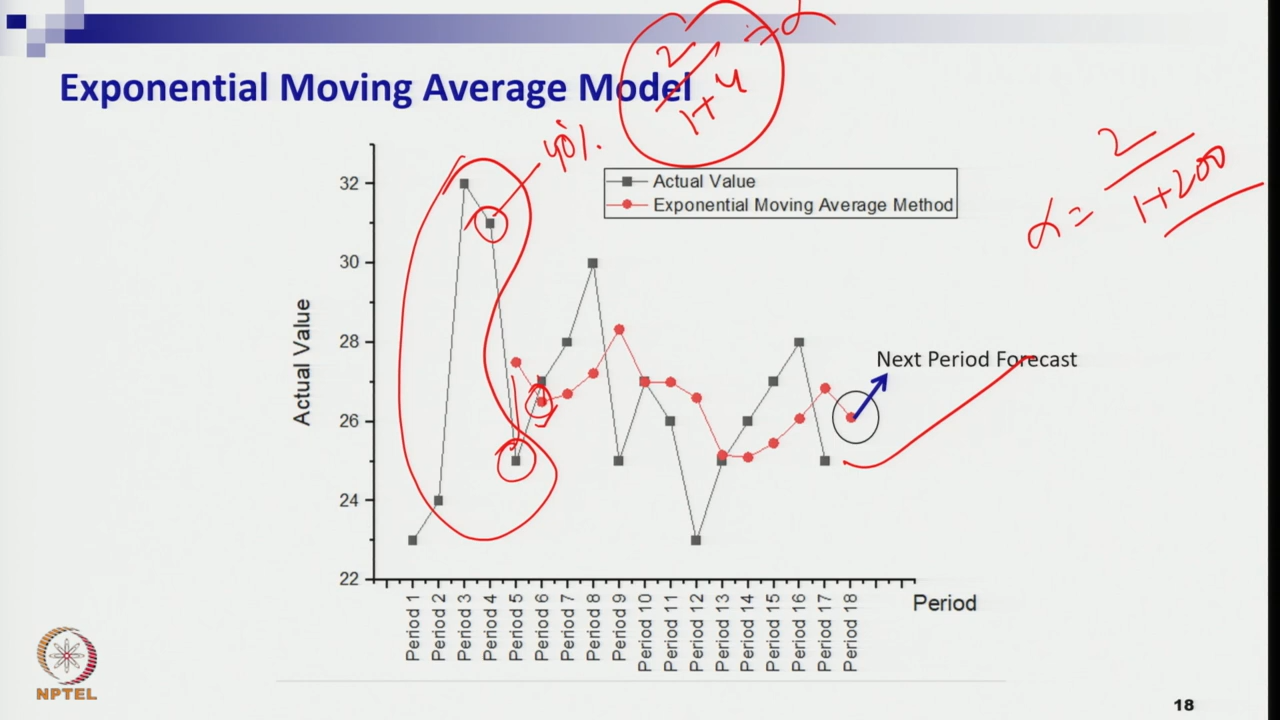 Exponential Moving Average Model
2
1+4
= α
40%.
α = 2
1+200
Actual Value
Exponential Moving Average Method
32
30
28
26
24
22
Actual Value
Next Period Forecast
Period 1
Period 2
Period 3
Period 4
Period 5
Period 6
Period 7
Period 8
Period 9
Period 10
Period 11
Period 12
Period 13
Period 14
Period 15
Period 16
Period 17
Period 18
Period
NPTEL
18